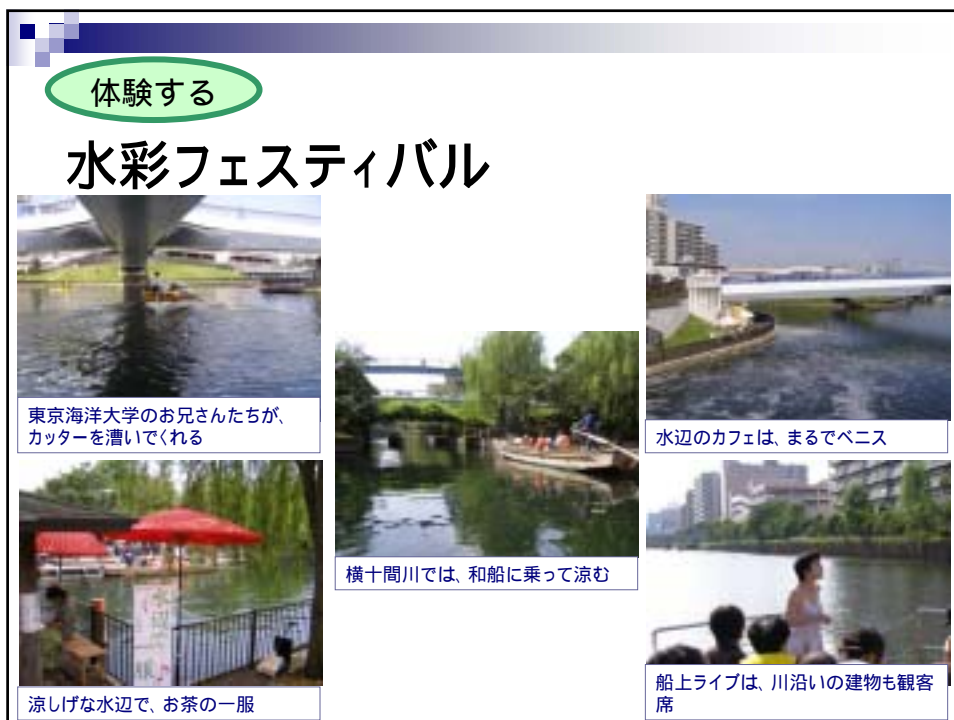 体験する
水彩フェスティバル
東京海洋大学のお兄さんたちが、
カッターを漕いでくれる
横十間川では、和船に乗って涼む
水辺のカフェは、まるでベニス
涼しげな水辺で、お茶の一服
船上ライブは、川沿いの建物も観客
席